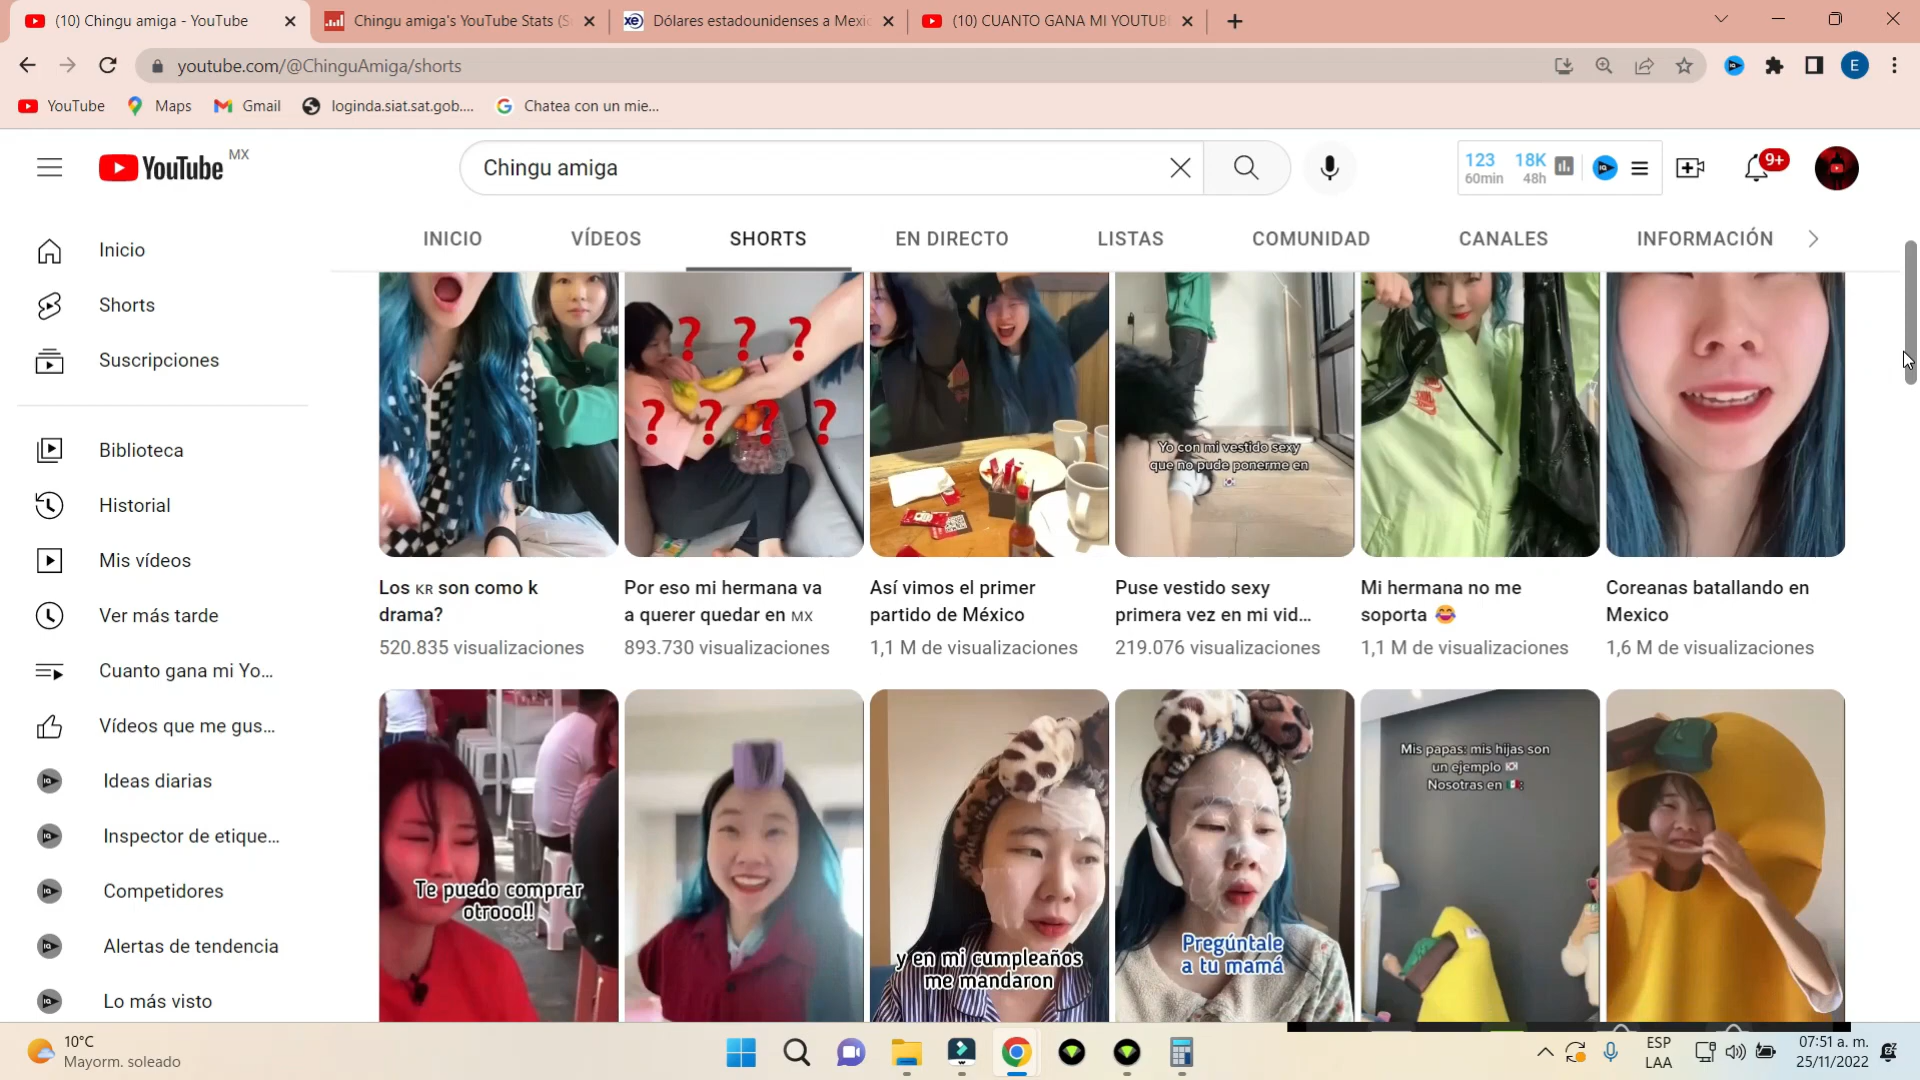 (10) Chingu amiga - YouTube
Chingu amiga's YouTube Stats (S
Dólares estadounidenses a Mexic
(10) CUANTO GANA MI YOUTUB
youtube.com/@ChinguAmiga/shorts
E
YouTube
Maps
Gmail
loginda.siat.sat.gob....
Chatea con un mie...
YouTube MX
Chingu amiga
123 18K
60min 48h
9+
INICIO VÍDEOS SHORTS EN DIRECTO LISTAS COMUNIDAD CANALES INFORMACIÓN
Inicio
Shorts
Suscripciones
Biblioteca
Historial
Mis vídeos
Ver más tarde
Cuanto gana mi Yo...
Vídeos que me gus...
Ideas diarias
Inspector de etique...
Competidores
Alertas de tendencia
Lo más visto
? ? ?
? ? ? ?
Yo con mi vestido sexy
que no pude ponerme en
🇰🇷
Los KR son como k
drama?
520.835 visualizaciones
Por eso mi hermana va
a querer quedar en MX
893.730 visualizaciones
Así vimos el primer
partido de México
1,1 M de visualizaciones
Puse vestido sexy
primera vez en mi vid...
219.076 visualizaciones
Mi hermana no me
soporta 😂
1,1 M de visualizaciones
Coreanas batallando en
Mexico
1,6 M de visualizaciones
Te puedo comprar
otrooo!!
y en mi cumpleaños
me mandaron
Pregúntale
a tu mamá
Mis papas: mis hijas son
un ejemplo 🇰🇷
Nosotras en 🇲🇽:
10°C
Mayorm. soleado
ESP
LAA
07:51 a. m.
25/11/2022